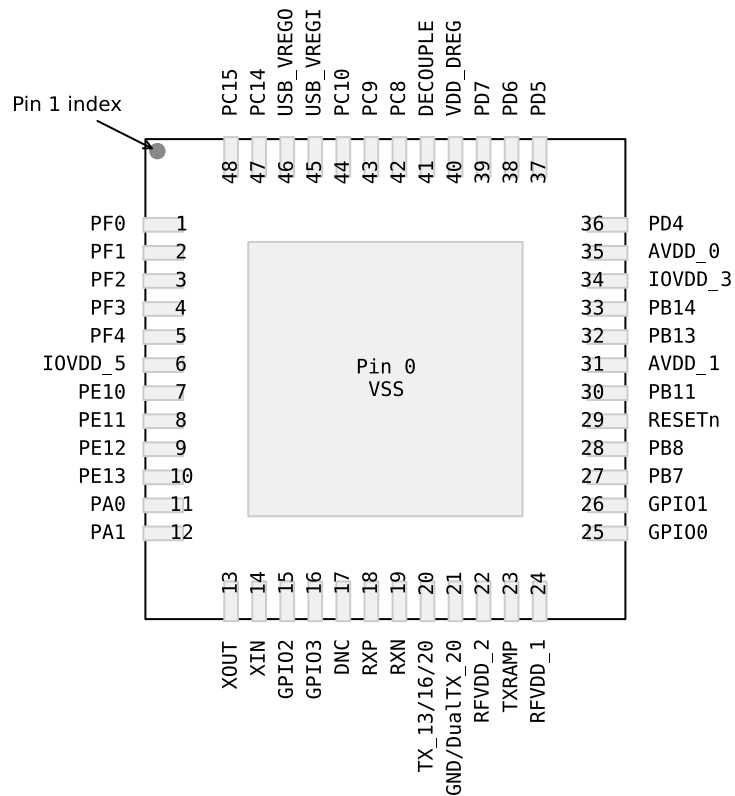 PC15
PC14
USB_VREGO
USB_VREGI
PC10
PC9
PC8
DECOUPLE
VDD_DREG
PD7
PD6
PD5
Pin 1 index
48
47
46
45
44
43
42
41
40
39
38
37
PF0 1
PF1 2
PF2 3
PF3 4
PF4 5
IOVDD_5 6
PE10 7
PE11 8
PE12 9
PE13 10
PA0 11
PA1 12
Pin 0
VSS
36 PD4
35 AVDD_0
34 IOVDD_3
33 PB14
32 PB13
31 AVDD_1
30 PB11
29 RESETn
28 PB8
27 PB7
26 GPIO1
25 GPIO0
13
14
15
16
17
18
19
20
21
22
23
24
XOUT
XIN
GPIO2
GPIO3
DNC
RXP
RXN
TX_13/16/20
GND/DualTX_20
RFVDD_2
TXRAMP
RFVDD_1